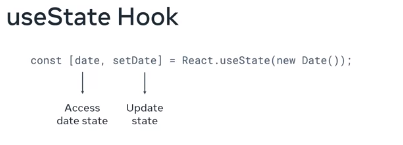 useState Hook
const [date, setDate] = React.useState(new Date());
Access Update
date state state